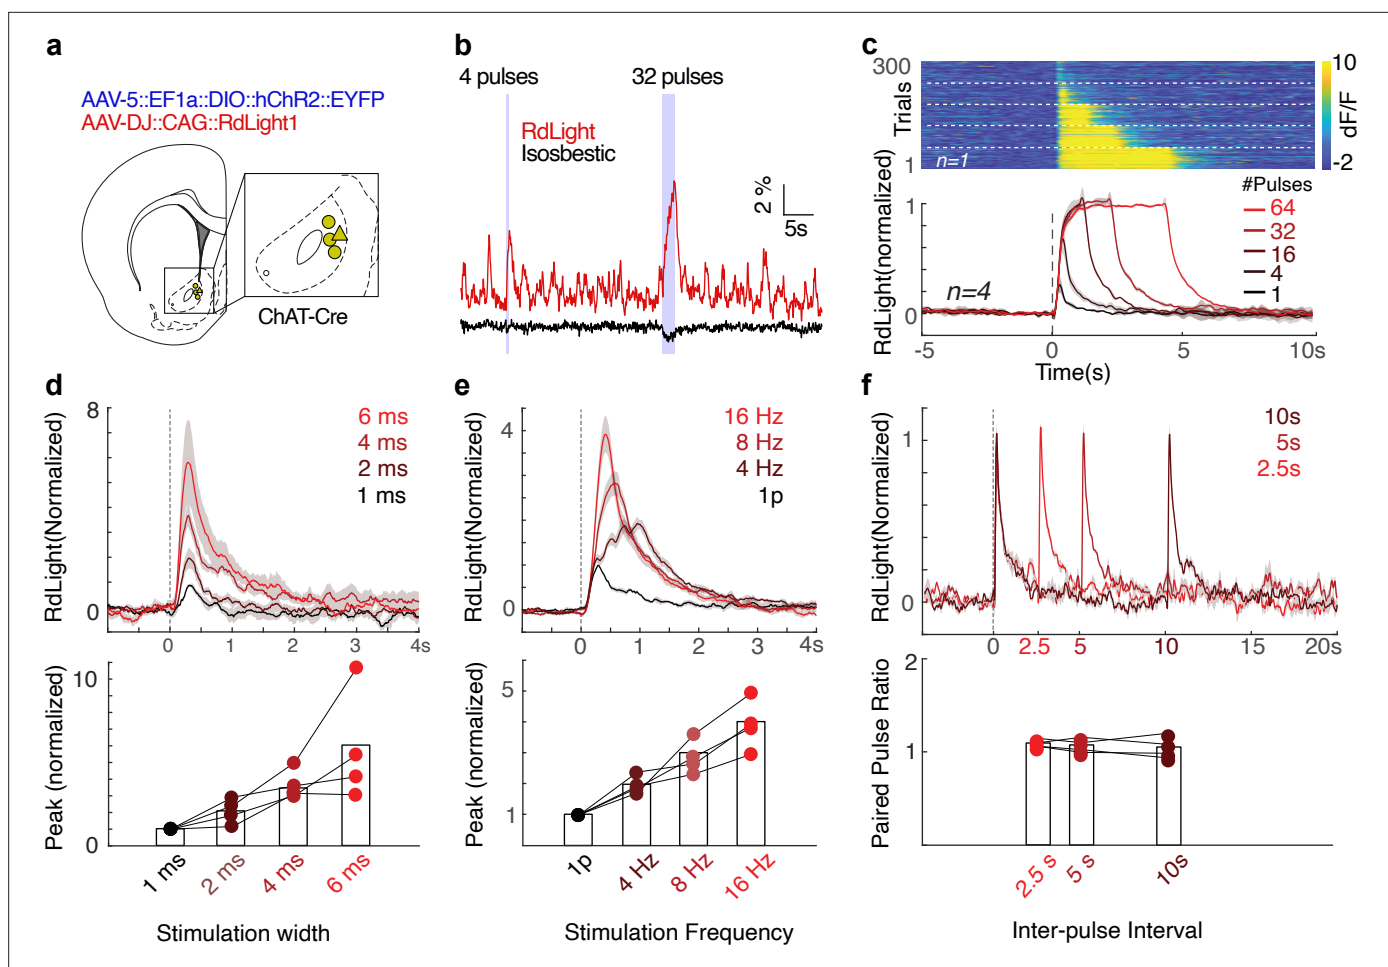 a
AAV-5::EF1a::DIO::hChR2::EYFP
AAV-DJ::CAG::RdLight1
ChAT-Cre
b
4 pulses
32 pulses
RdLight
Isosbestic
2 %
5s
c
300
Trials
1
n=1
10
dF/F
-2
RdLight(normalized)
1
0
n=4
#Pulses
64
32
16
4
1
-5
0
5
10s
Time(s)
d
RdLight(Normalized)
8
0
6 ms
4 ms
2 ms
1 ms
0
1
2
3
4s
Peak (normalized)
10
0
1 ms
2 ms
4 ms
6 ms
Stimulation width
e
RdLight(Normalized)
4
0
16 Hz
8 Hz
4 Hz
1p
0
1
2
3
4
Peak (normalized)
5
1
1p
4 Hz
8 Hz
16 Hz
Stimulation Frequency
f
RdLight(Normalized)
1
0
10s
5s
2.5s
0
2.5
5
10
15
20s
Paired Pulse Ratio
2
1
0
2.5 s
5 s
10s
Inter-pulse Interval